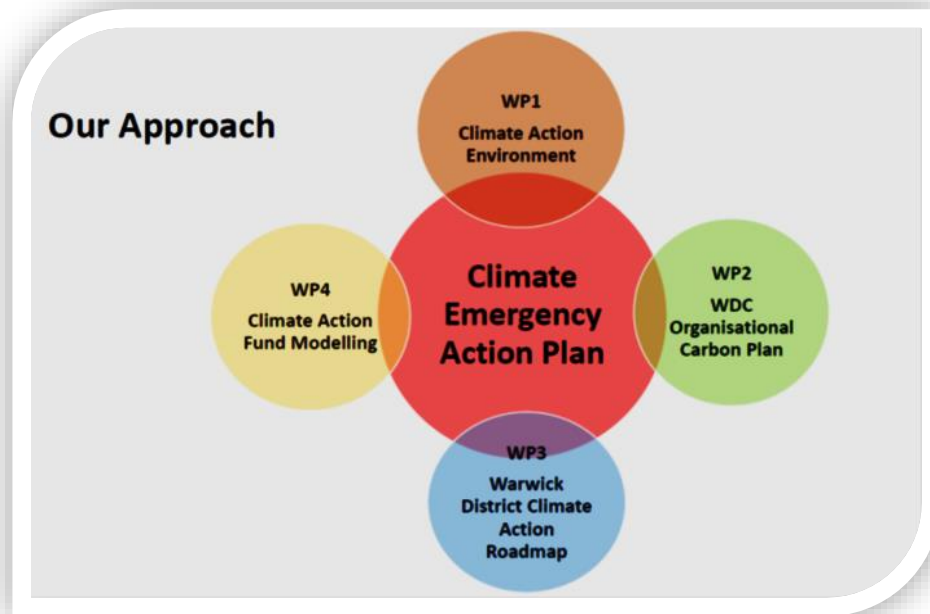 Our Approach
WP1
Climate Action
Environment
Climate
Emergency
Action Plan
WP2
WDC
Organisational
Carbon Plan
WP3
Warwick
District Climate
Action
Roadmap
WP4
Climate Action
Fund Modelling